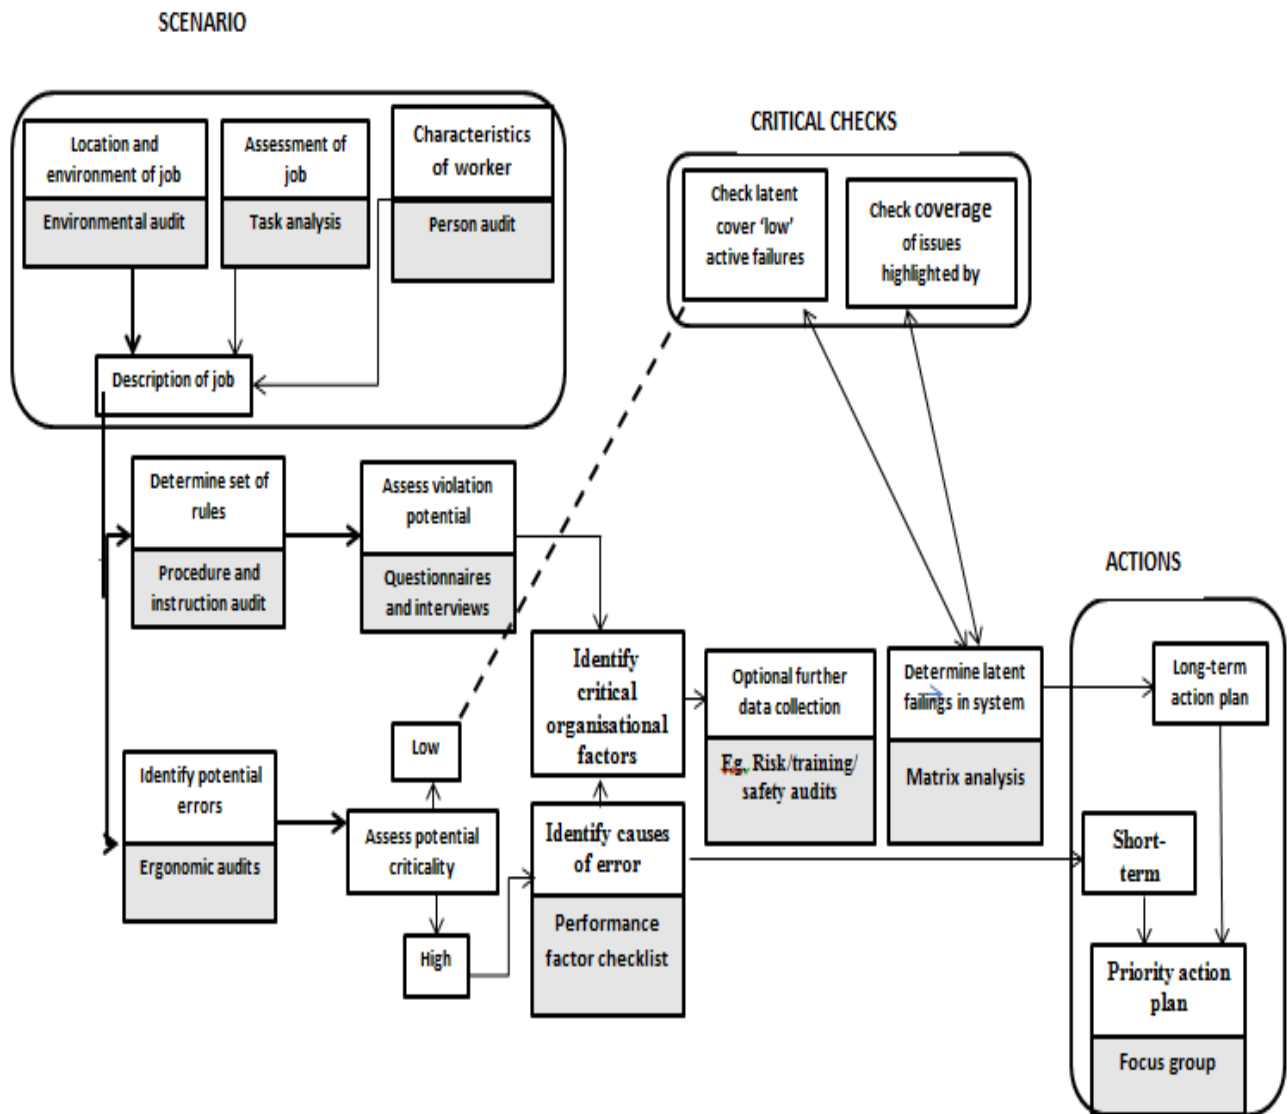 SCENARIO
Location and
environment of job
Environmental audit
Assessment of
job
Task analysis
Characteristics
of worker
Person audit
Description of job
CRITICAL CHECKS
Check latent
cover ‘low’
active failures
Check coverage
of issues
highlighted by
Determine set of
rules
Procedure and
instruction audit
Assess violation
potential
Questionnaires
and interviews
Identify potential
errors
Ergonomic audits
Low
Assess potential
criticality
High
Identify
critical
organisational
factors
Identify causes
of error
Performance
factor checklist
Optional further
data collection
Eg. Risk/training/
safety audits
Determine latent
failings in system
Matrix analysis
ACTIONS
Long-term
action plan
Short-
term
Priority action
plan
Focus group